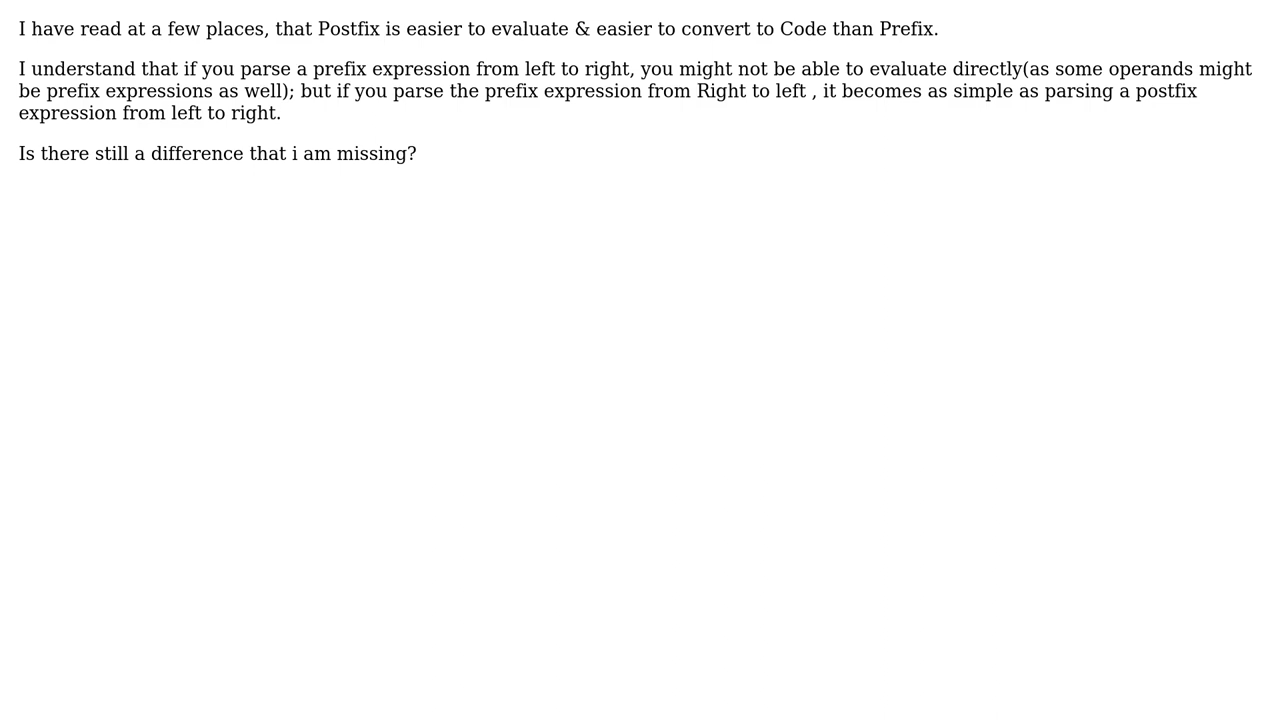 I have read at a few places, that Postfix is easier to evaluate & easier to convert to Code than Prefix.
I understand that if you parse a prefix expression from left to right, you might not be able to evaluate directly(as some operands might
be prefix expressions as well); but if you parse the prefix expression from Right to left , it becomes as simple as parsing a postfix
expression from left to right.
Is there still a difference that i am missing?